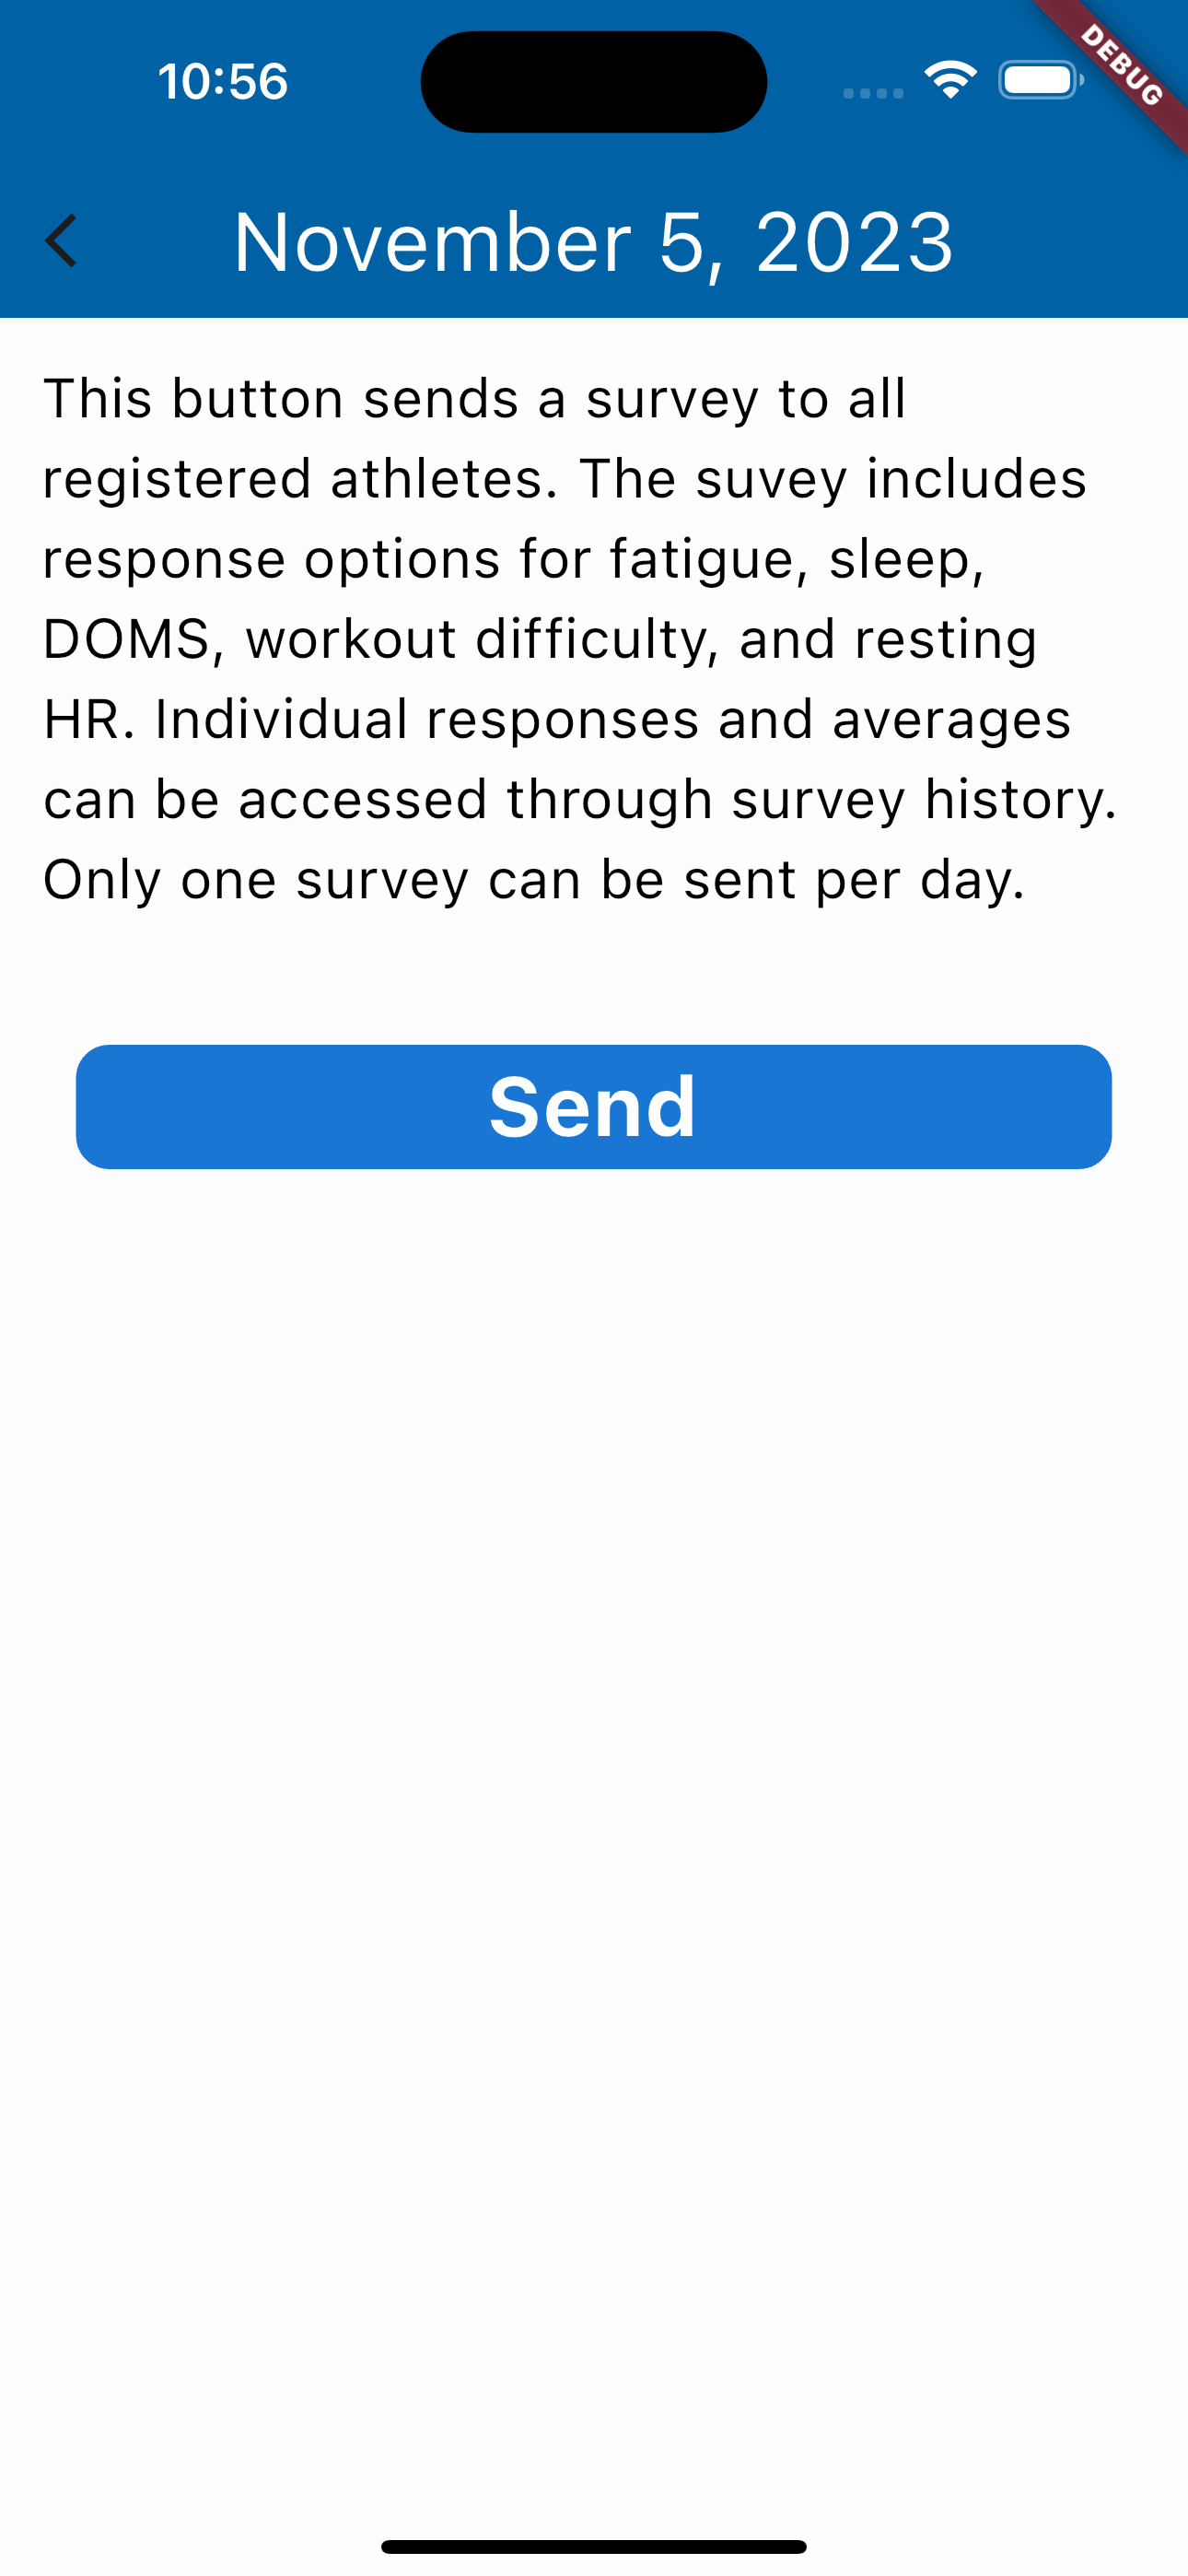 10:56
DEBUG
November 5, 2023
This button sends a survey to all
registered athletes. The suvey includes
response options for fatigue, sleep,
DOMS, workout difficulty, and resting
HR. Individual responses and averages
can be accessed through survey history.
Only one survey can be sent per day.
Send